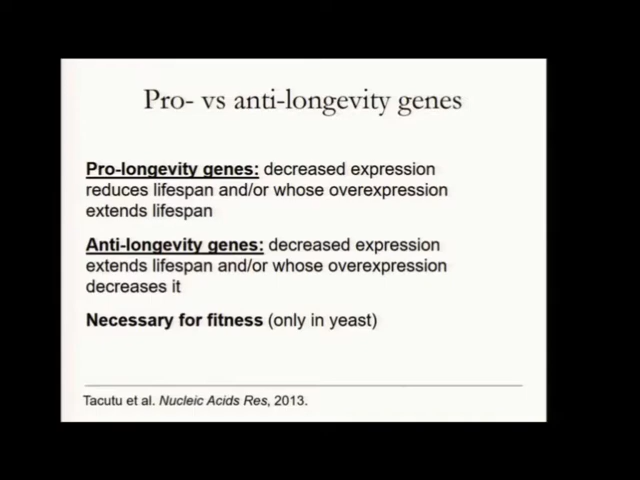 Pro- vs anti-longevity genes
Pro-longevity genes: decreased expression
reduces lifespan and/or whose overexpression
extends lifespan
Anti-longevity genes: decreased expression
extends lifespan and/or whose overexpression
decreases it
Necessary for fitness (only in yeast)
Tacutu et al. Nucleic Acids Res, 2013.